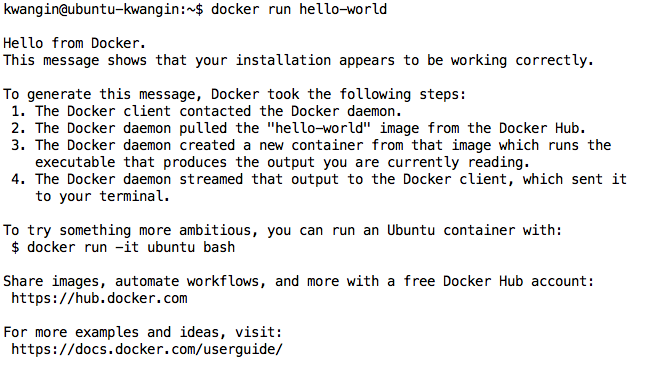 kwangin@ubuntu-kwangin:~$ docker run hello-world
Hello from Docker.
This message shows that your installation appears to be working correctly.
To generate this message, Docker took the following steps:
1. The Docker client contacted the Docker daemon.
2. The Docker daemon pulled the "hello-world" image from the Docker Hub.
3. The Docker daemon created a new container from that image which runs the
executable that produces the output you are currently reading.
4. The Docker daemon streamed that output to the Docker client, which sent it
to your terminal.
To try something more ambitious, you can run an Ubuntu container with:
$ docker run -it ubuntu bash
Share images, automate workflows, and more with a free Docker Hub account:
https://hub.docker.com
For more examples and ideas, visit:
https://docs.docker.com/userguide/